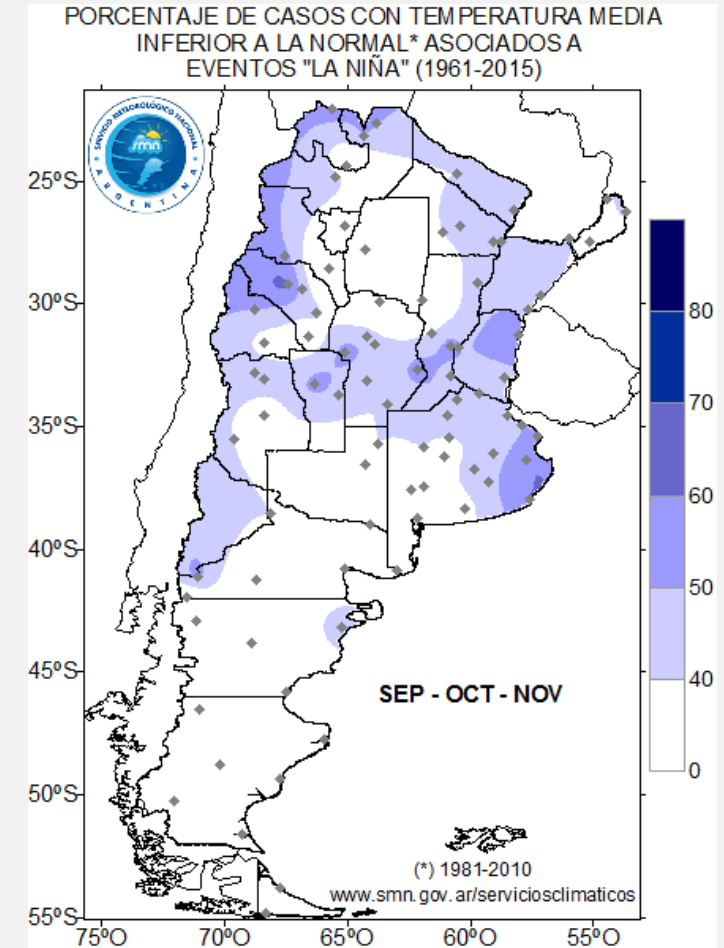 PORCENTAJE DE CASOS CON TEMPERATURA MEDIA
INFERIOR A LA NORMAL* ASOCIADOS A
EVENTOS "LA NIÑA" (1961-2015)
SERVICIO METEOROLÓGICO NACIONAL
smn
ARGENTINA
25ºS
30ºS
35ºS
40ºS
45ºS
50ºS
55ºS
80
70
60
50
40
0
SEP - OCT - NOV
(*) 1981-2010
www.smn.gov.ar/serviciosclimaticos
75ºO 70ºO 65ºO 60ºO 55ºO